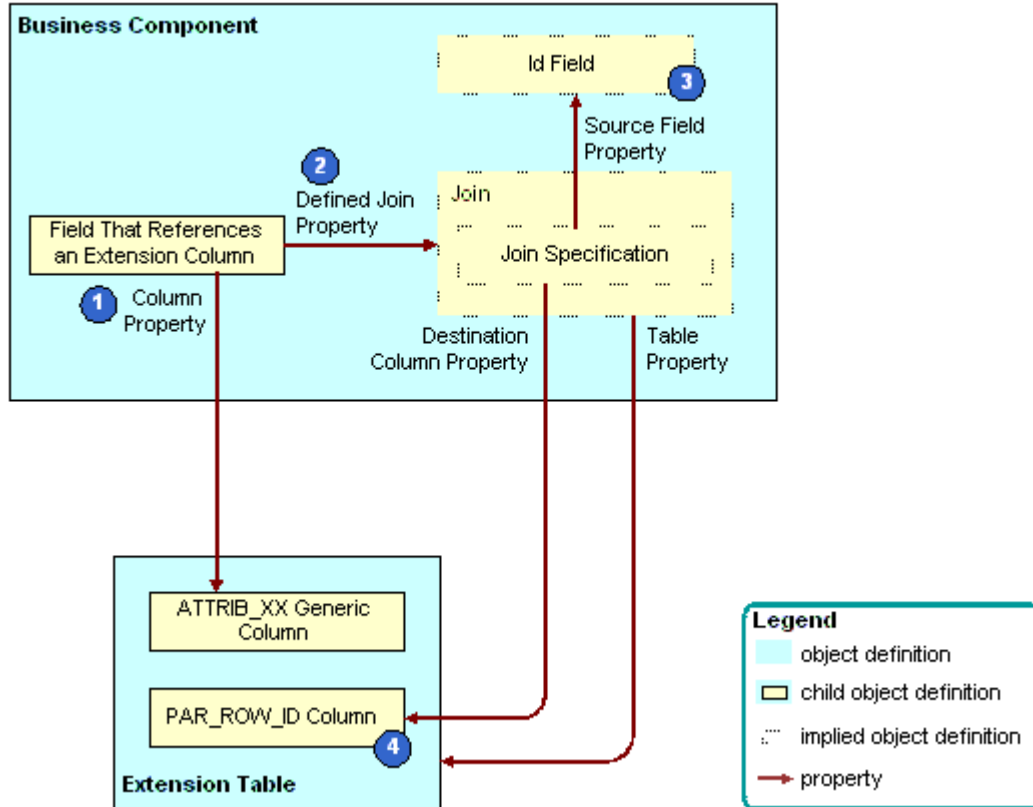 Business Component
Id Field
3
Source Field
Property
2
Defined Join
Property
Join
Field That References
an Extension Column
Join Specification
1
Column
Property
Destination
Column Property
Table
Property
ATTRIB_XX Generic
Column
PAR_ROW_ID Column
4
Extension Table
Legend
object definition
child object definition
implied object definition
property